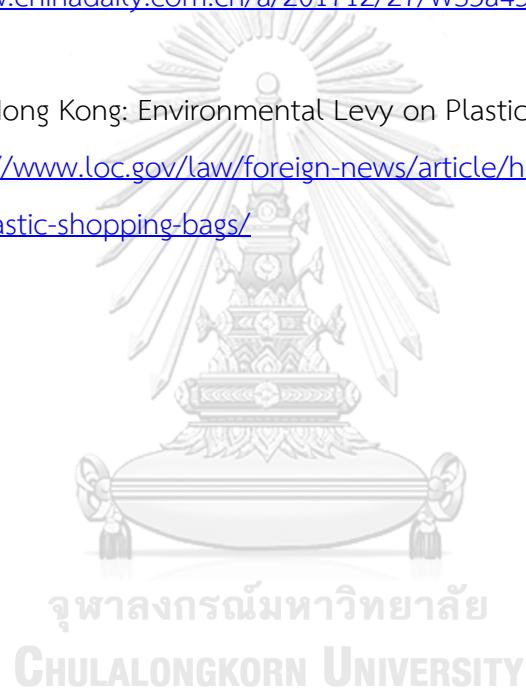 ong Kong: Environmental Levy on Plastic
/www.loc.gov/law/foreign-news/article/h
astic-shopping-bags/
จุฬาลงกรณ์มหาวิทยาลัย
CHULALONGKORN UNIVERSITY